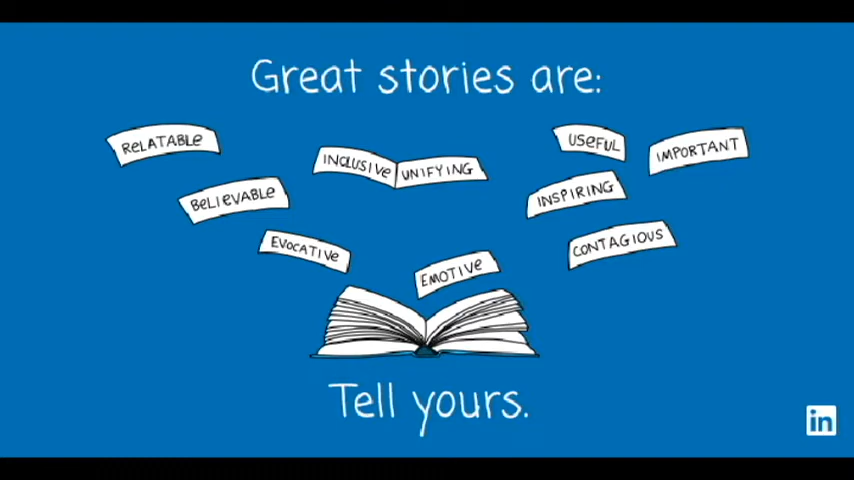 Great stories are:
RELATABLE
INCLUSIVE UNIFYING
USEFUL
IMPORTANT
BELIEVABLE
INSPIRING
EVOCATIVE
CONTAGIOUS
EMOTIVE
Tell yours.
in